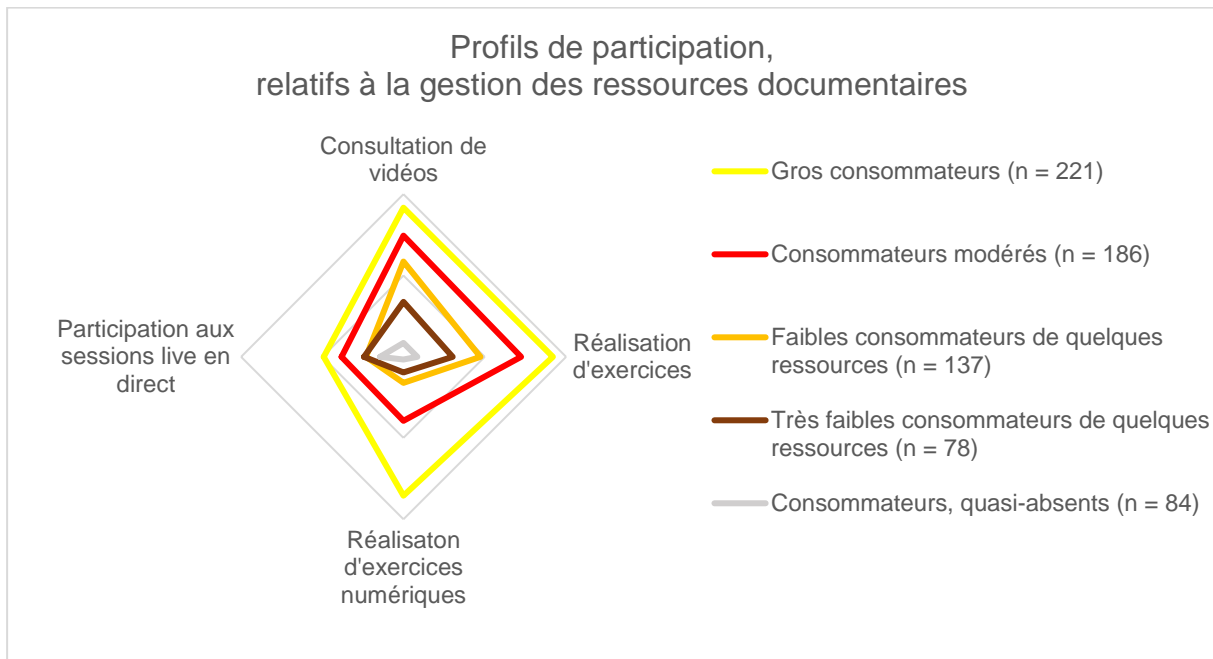 Profils de participation,
relatifs à la gestion des ressources documentaires
Consultation de
vidéos
Participation aux
sessions live en
direct
Réalisation
d'exercices
Réalisaton
d'exercices
numériques
Gros consommateurs (n = 221)
Consommateurs modérés (n = 186)
Faibles consommateurs de quelques
ressources (n = 137)
Très faibles consommateurs de quelques
ressources (n = 78)
Consommateurs, quasi-absents (n = 84)